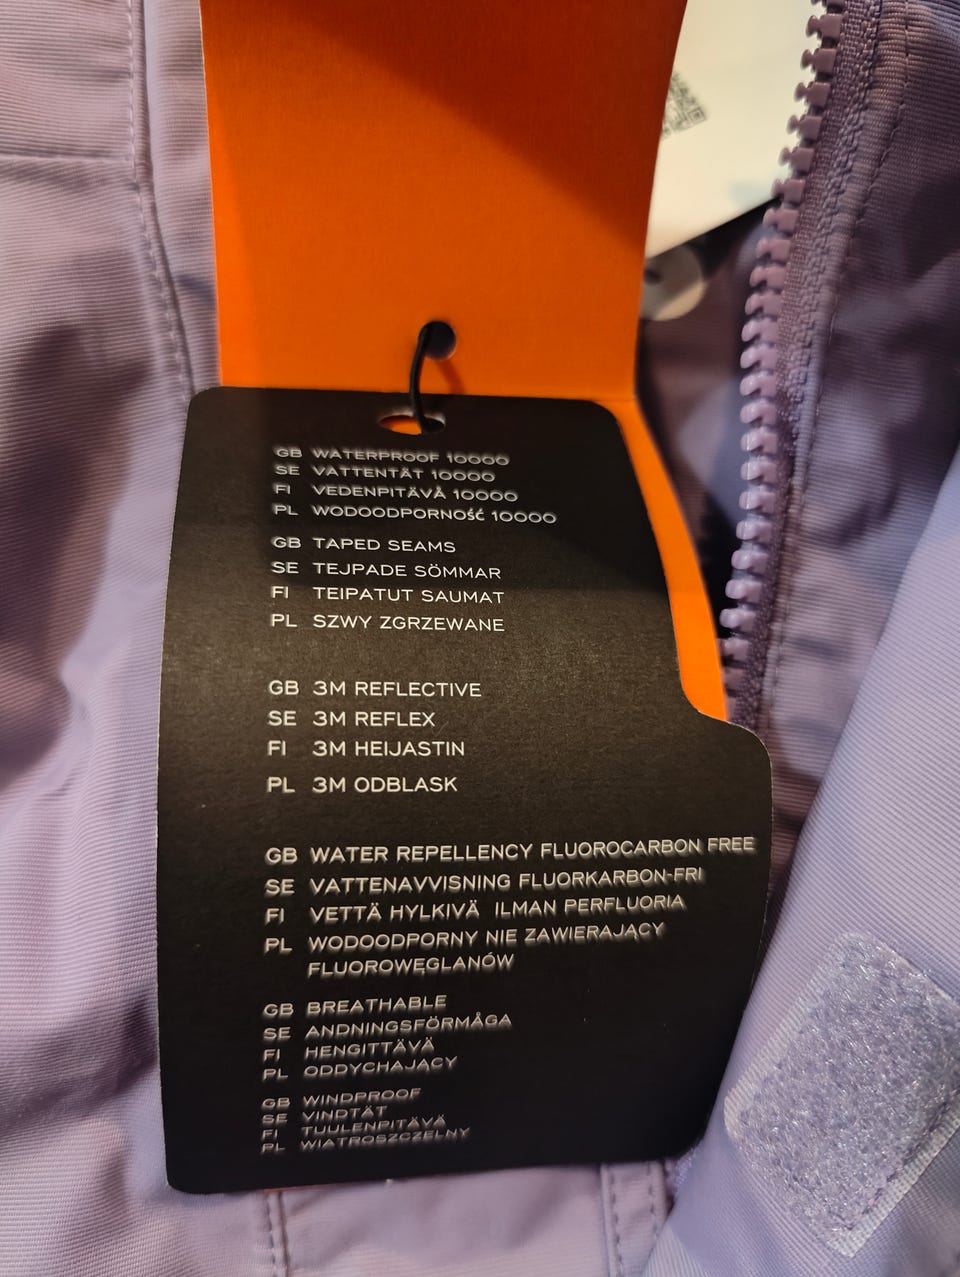 GB WATERPROOF 10000
SE VATTENTÄT 10000
FI VEDENPITÄVÄ 10000
PL WODOODPORNOŚĆ 10000
GB TAPED SEAMS
SE TEJPADE SÖMMAR
FI TEIPATUT SAUMAT
PL SZWY ZGRZEWANE
GB 3M REFLECTIVE
SE 3M REFLEX
FI 3M HEIJASTIN
PL 3M ODBLASK
GB WATER REPELLENCY FLUOROCARBON FREE
SE VATTENAVVISNING FLUORKARBON-FRI
FI VETTÄ HYLKIVÄ ILMAN PERFLUORIA
PL WODOODPORNY NIE ZAWIERAJĄCY
FLUOROWĘGLANÓW
GB BREATHABLE
SE ANDNINGSFÖRMÅGA
FI HENGITTÄVÄ
PL ODDYCHAJĄCY
GB WINDPROOF
SE VINDTÄT
FI TUULENPITÄVÄ
PL WIATROSZCZELNY